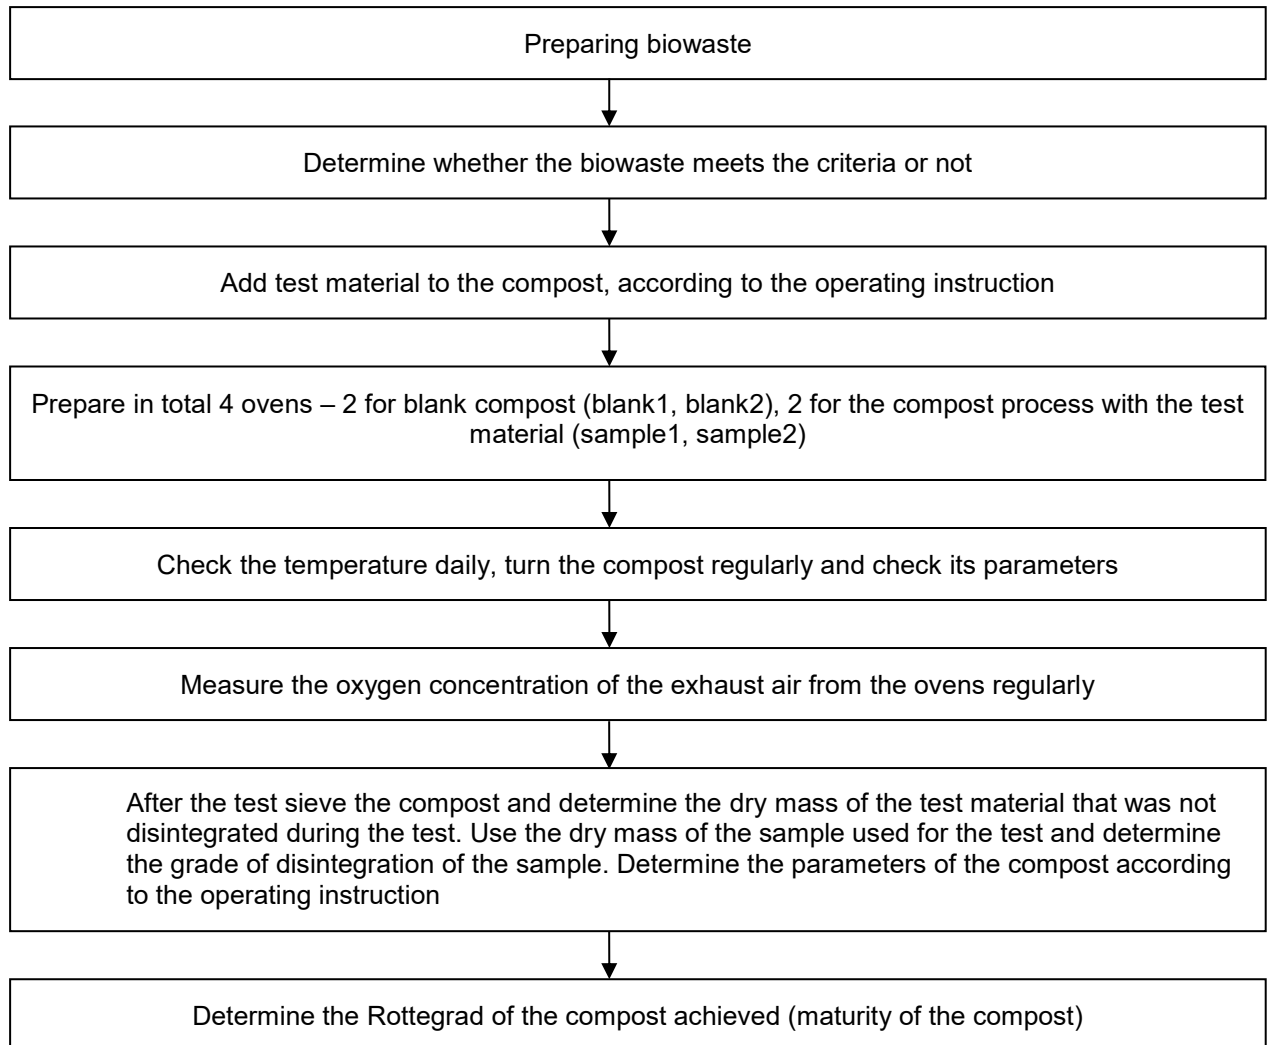 Preparing biowaste
Determine whether the biowaste meets the criteria or not
Add test material to the compost, according to the operating instruction
Prepare in total 4 ovens – 2 for blank compost (blank1, blank2), 2 for the compost process with the test
material (sample1, sample2)
Check the temperature daily, turn the compost regularly and check its parameters
Measure the oxygen concentration of the exhaust air from the ovens regularly
After the test sieve the compost and determine the dry mass of the test material that was not
disintegrated during the test. Use the dry mass of the sample used for the test and determine
the grade of disintegration of the sample. Determine the parameters of the compost according
to the operating instruction
Determine the Rottegrad of the compost achieved (maturity of the compost)